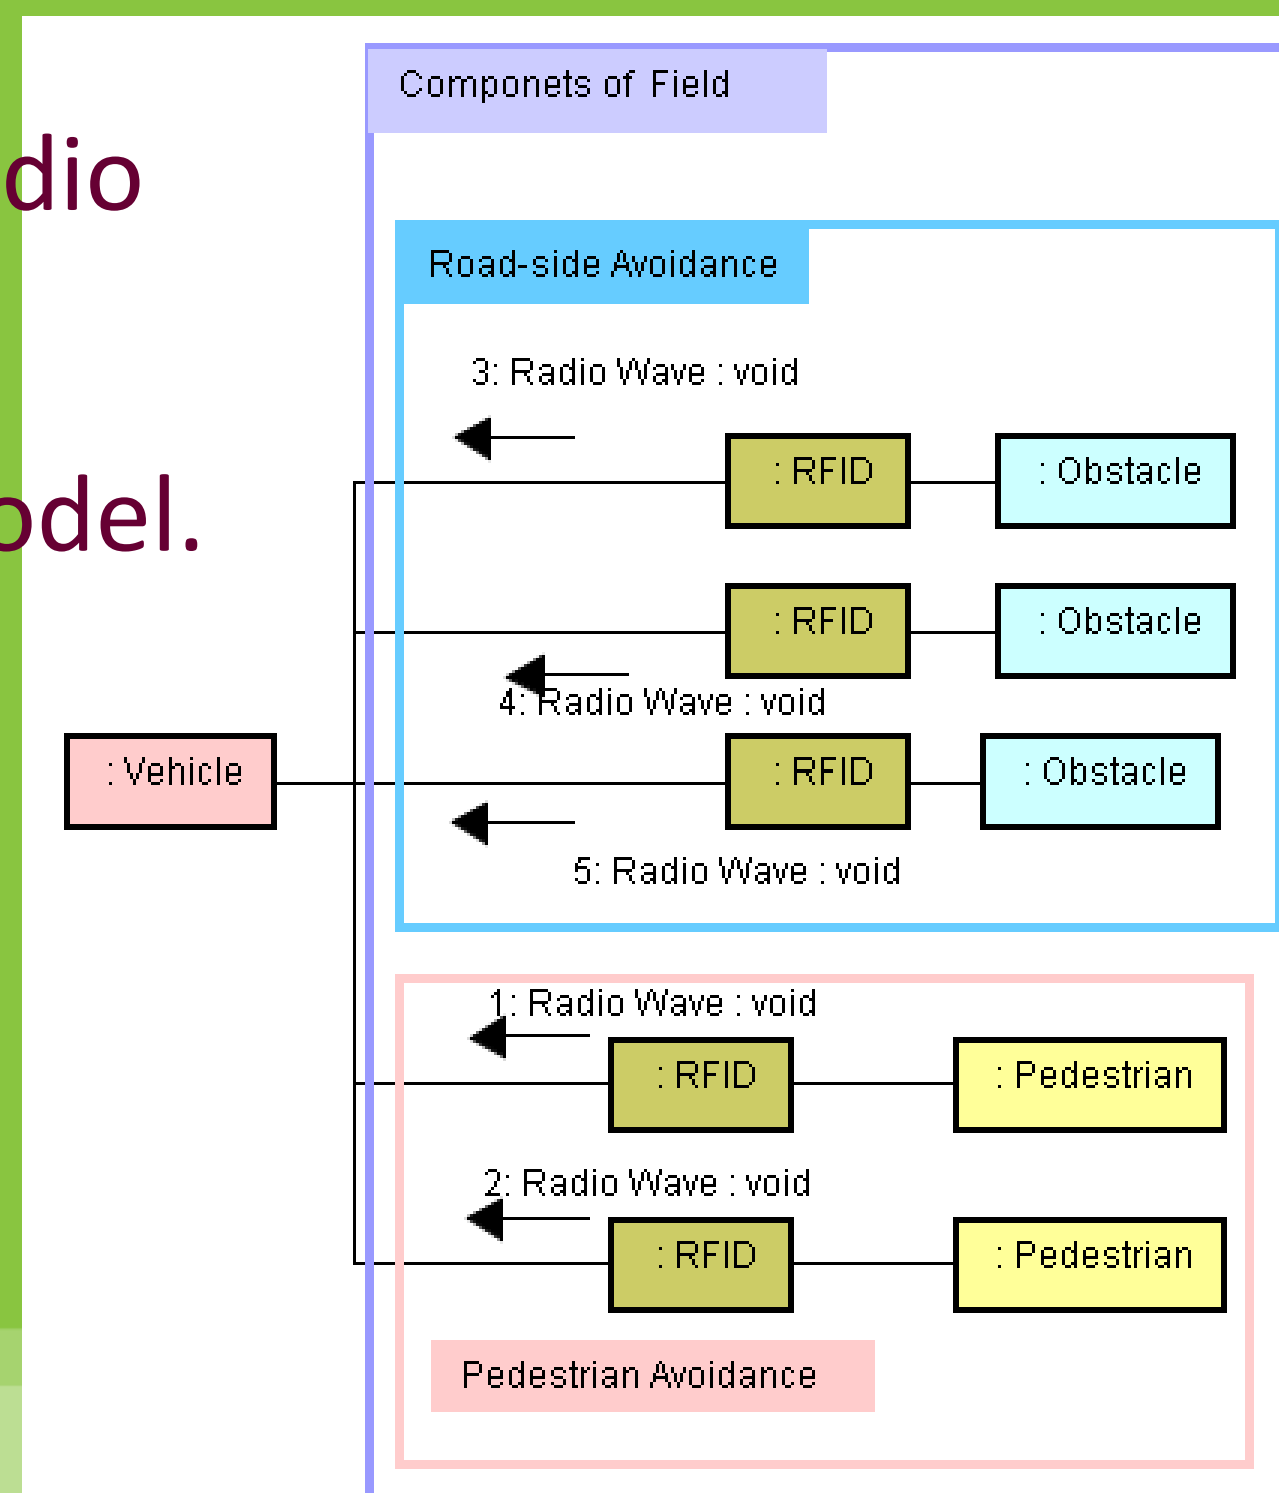 dio
odel.
Componets of Field
Road-side Avoidance
3: Radio Wave : void
: RFID
: Obstacle
: RFID
: Obstacle
4: Radio Wave : void
: Vehicle
: RFID
: Obstacle
5: Radio Wave : void
1: Radio Wave : void
: RFID
: Pedestrian
2: Radio Wave : void
: RFID
: Pedestrian
Pedestrian Avoidance